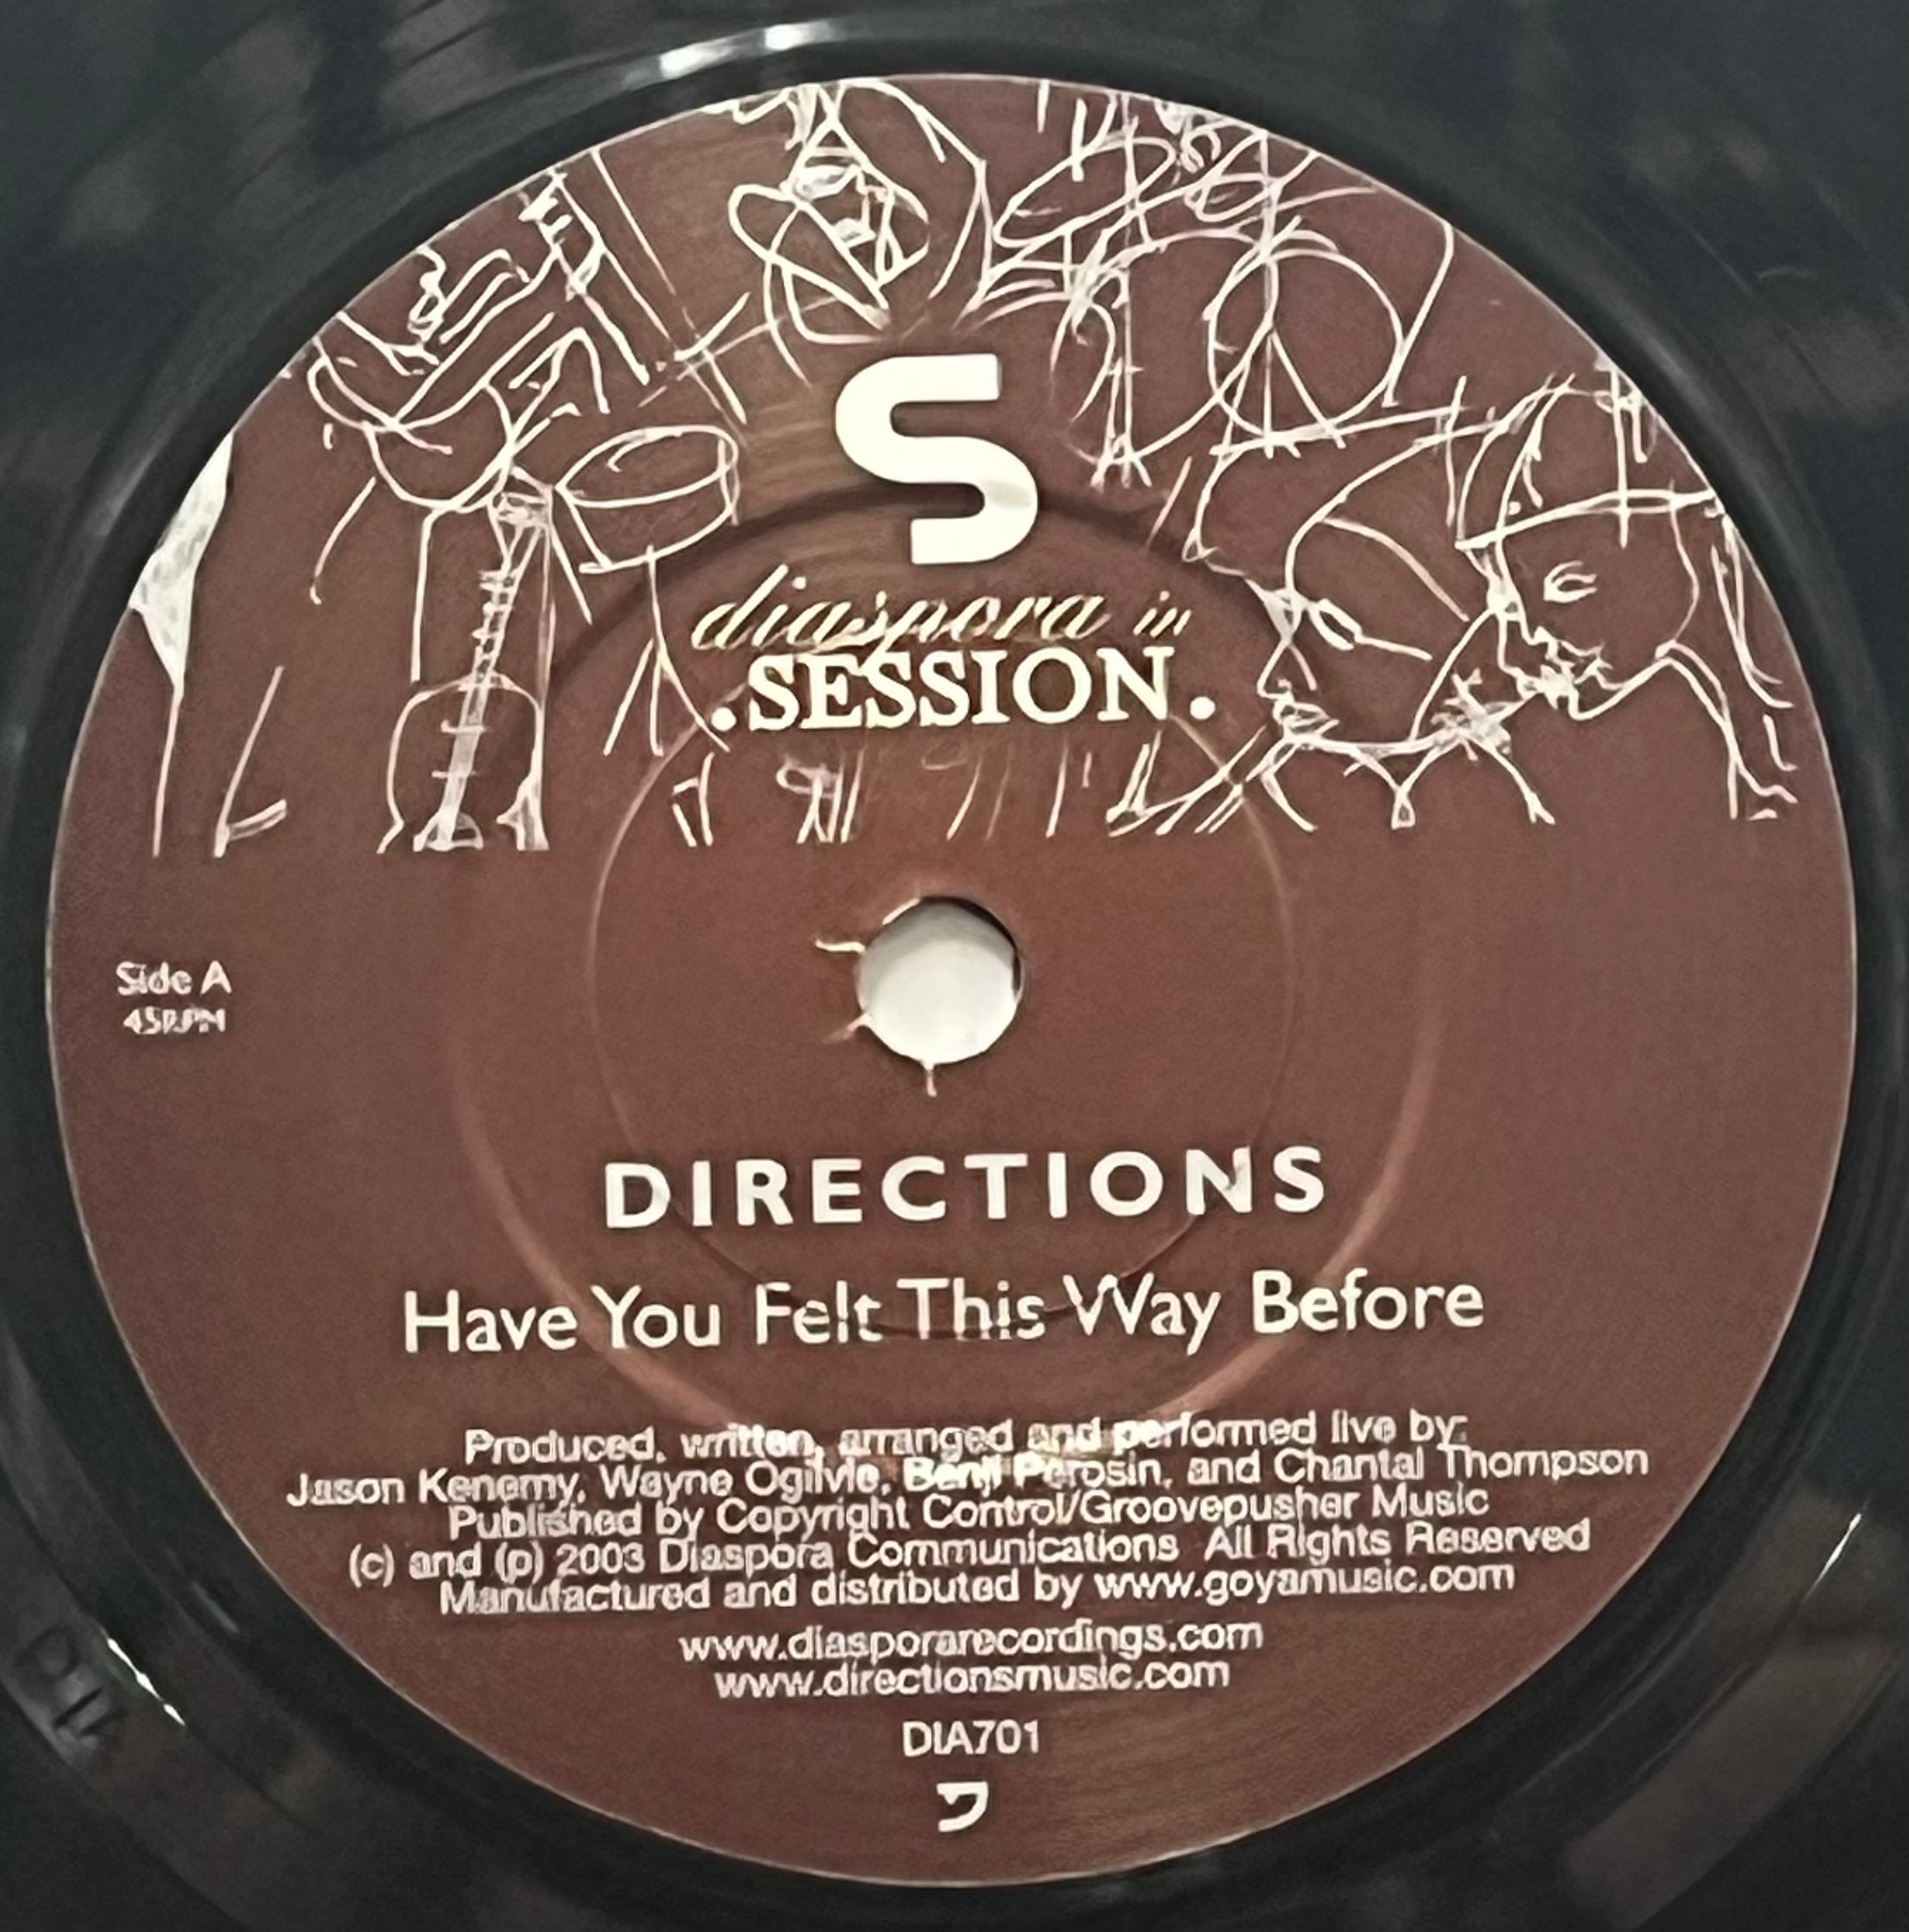 S
diaspora in
.SESSION.
Side A
45RPM
DIRECTIONS
Have You Felt This Way Before
Produced, written, arranged and performed live by:
Jason Kenemy, Wayne Ogilvie, Benji Perosin, and Chantal Thompson
Published by Copyright Control/Groovepusher Music
(c) and (p) 2003 Diaspora Communications All Rights Reserved
Manufactured and distributed by www.goyamusic.com
www.diasporarecordings.com
www.directionsmusic.com
DIA701